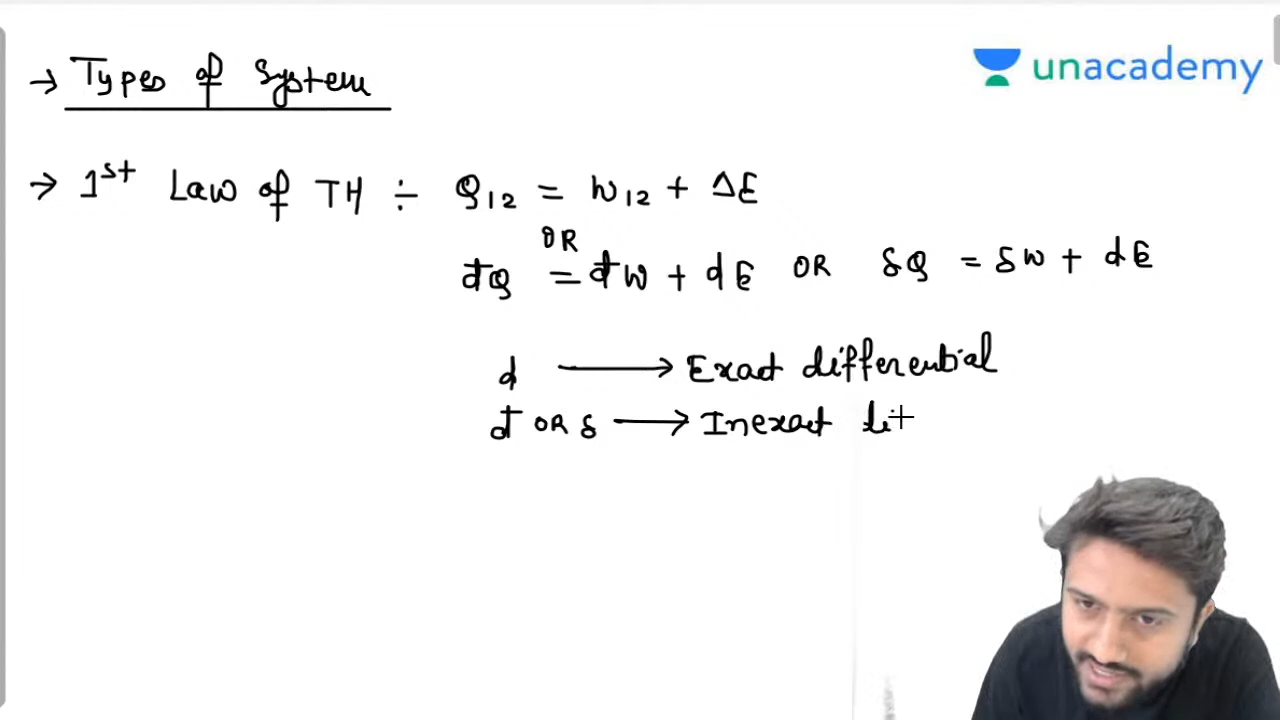 → Types of System
unacademy
→ 1st Law of TH ÷ Q12 = W12 + ΔE
OR
đQ = đW + dE OR δQ = δW + dE
d ⟶ Exact differential
đ OR δ ⟶ Inexact